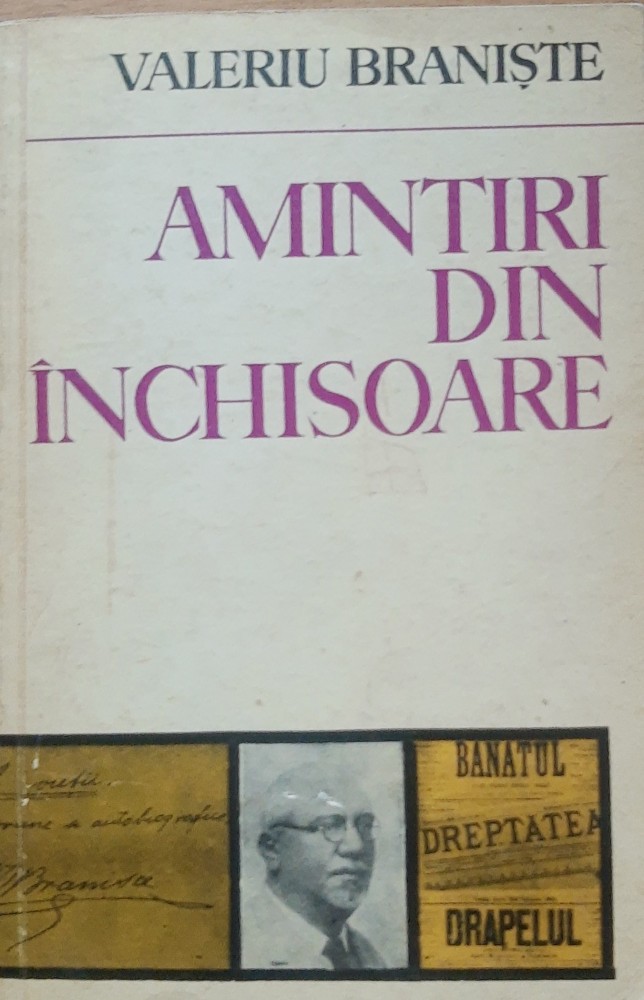 VALERIU BRANIȘTE
AMINTIRI
DIN
ÎNCHISOARE
BANATUL
DREPTATEA
DRAPELUL